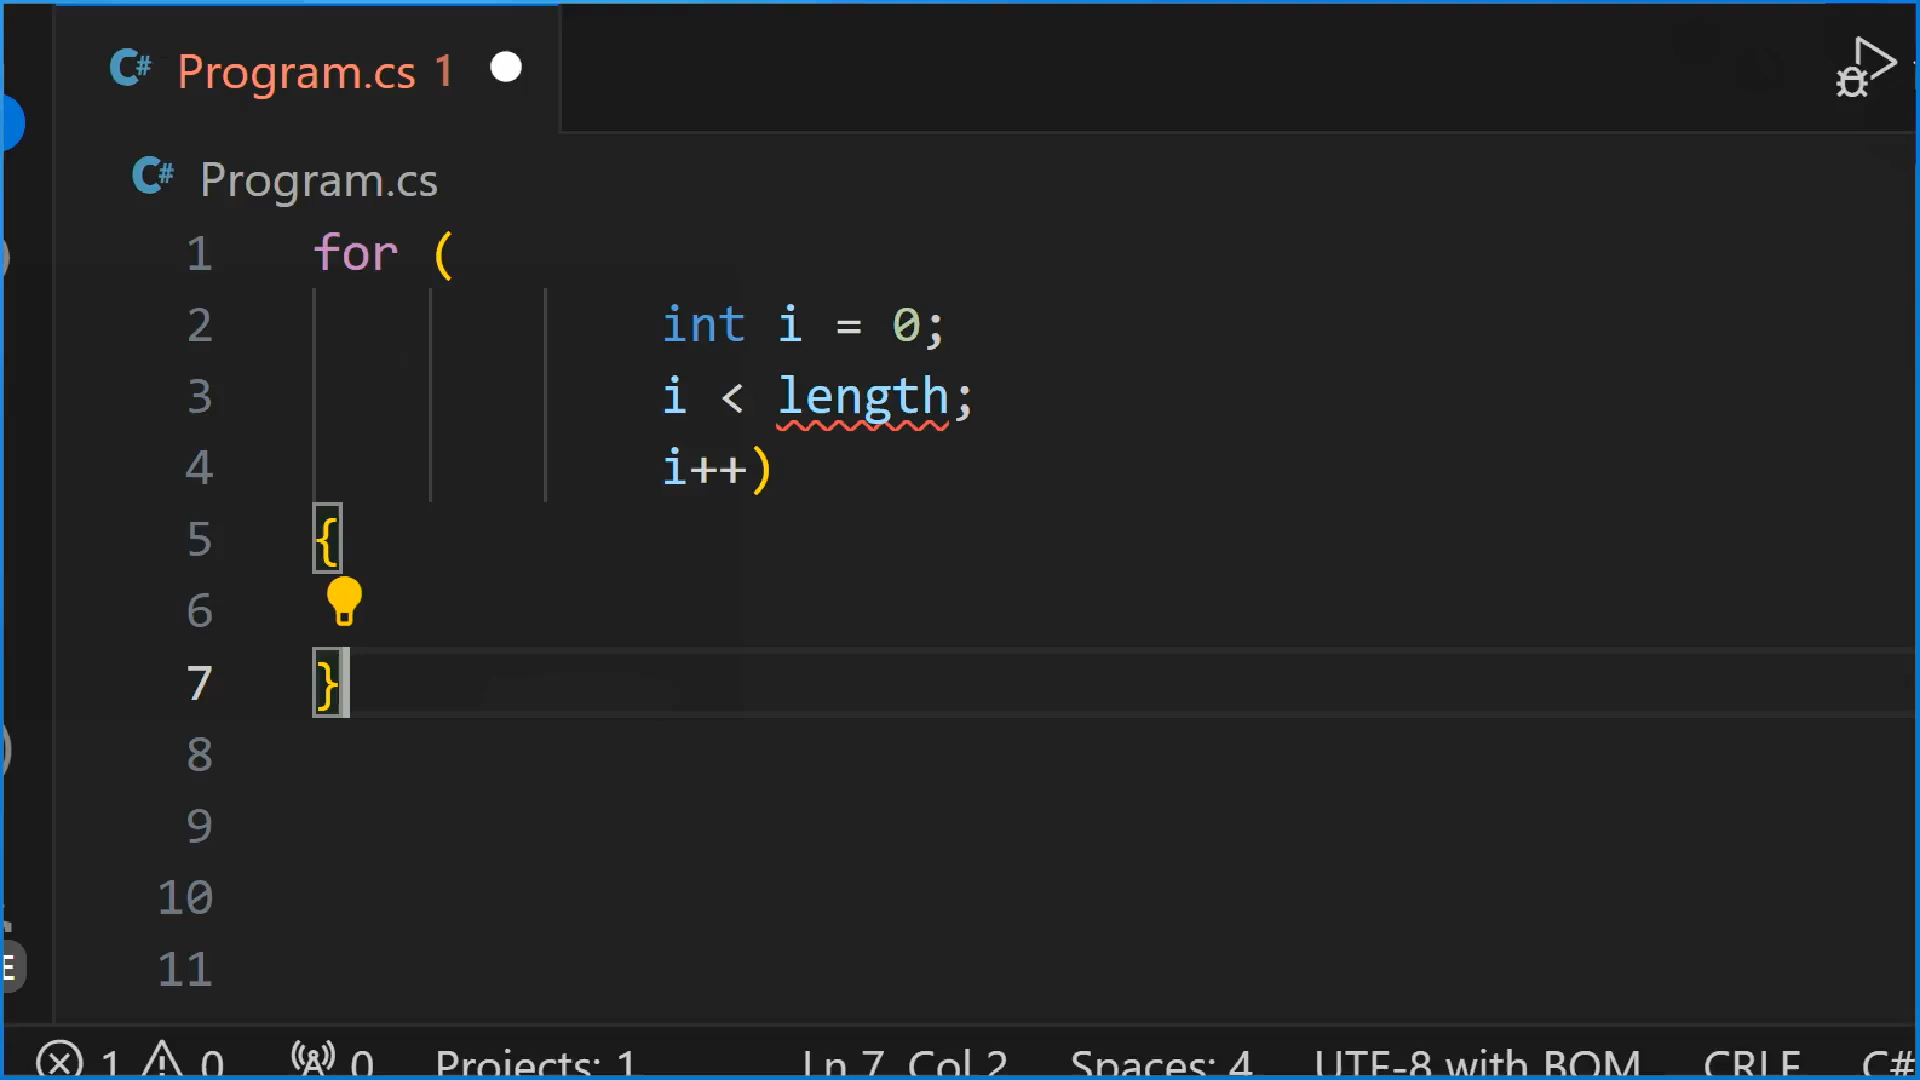 C# Program.cs 1
C# Program.cs
1 for (
2 int i = 0;
3 i < length;
4 i++)
5 {
6
7 }
8
9
10
11
E
1 0 0 Projects: 1 Ln 7, Col 2 Spaces: 4 UTF-8 with BOM CRLF C#